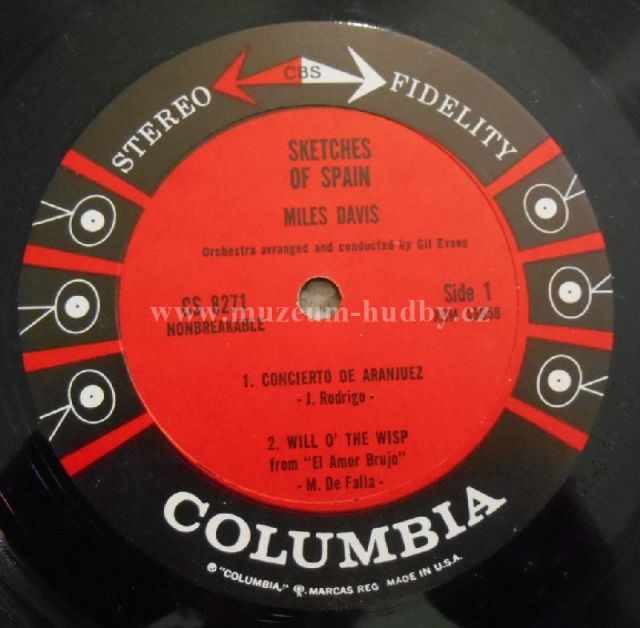 STEREO CBS FIDELITY
SKETCHES
OF SPAIN
MILES DAVIS
Orchestra arranged and conducted by Gil Evans
CS 8271
NONBREAKABLE
Side 1
www.muzeum-hudby.cz
1. CONCIERTO DE ARANJUEZ
- J. Rodrigo -
2. WILL O' THE WISP
from "El Amor Brujo"
- M. De Falla -
COLUMBIA
"COLUMBIA," MARCAS REG. MADE IN U.S.A.